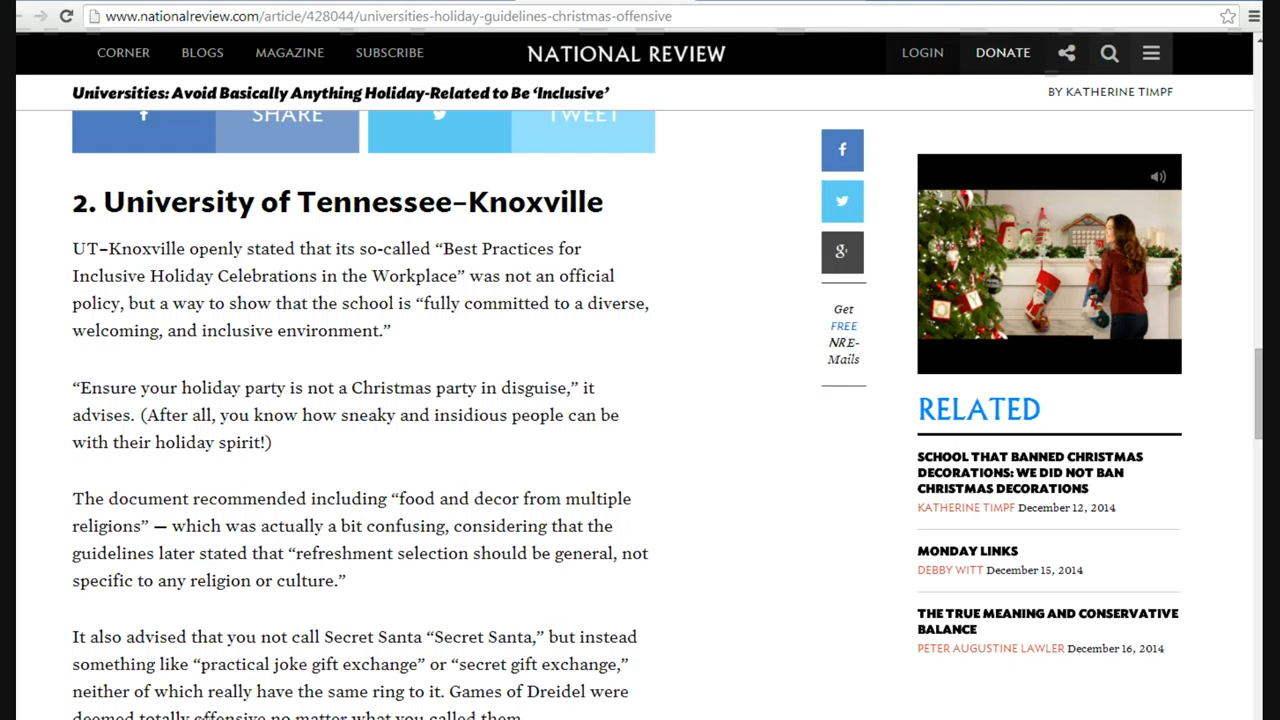 www.nationalreview.com/article/428044/universities-holiday-guidelines-christmas-offensive
CORNER BLOGS MAGAZINE SUBSCRIBE NATIONAL REVIEW LOGIN DONATE
Universities: Avoid Basically Anything Holiday-Related to Be ‘Inclusive’ BY KATHERINE TIMPF
SHARE TWEET
2. University of Tennessee–Knoxville
UT–Knoxville openly stated that its so-called “Best Practices for
Inclusive Holiday Celebrations in the Workplace” was not an official
policy, but a way to show that the school is “fully committed to a diverse,
welcoming, and inclusive environment.”
“Ensure your holiday party is not a Christmas party in disguise,” it
advises. (After all, you know how sneaky and insidious people can be
with their holiday spirit!)
The document recommended including “food and decor from multiple
religions” — which was actually a bit confusing, considering that the
guidelines later stated that “refreshment selection should be general, not
specific to any religion or culture.”
It also advised that you not call Secret Santa “Secret Santa,” but instead
something like “practical joke gift exchange” or “secret gift exchange,”
neither of which really have the same ring to it. Games of Dreidel were
deemed totally offensive no matter what you called them.
Get
FREE
NRE-
Mails
RELATED
SCHOOL THAT BANNED CHRISTMAS
DECORATIONS: WE DID NOT BAN
CHRISTMAS DECORATIONS
KATHERINE TIMPF December 12, 2014
MONDAY LINKS
DEBBY WITT December 15, 2014
THE TRUE MEANING AND CONSERVATIVE
BALANCE
PETER AUGUSTINE LAWLER December 16, 2014